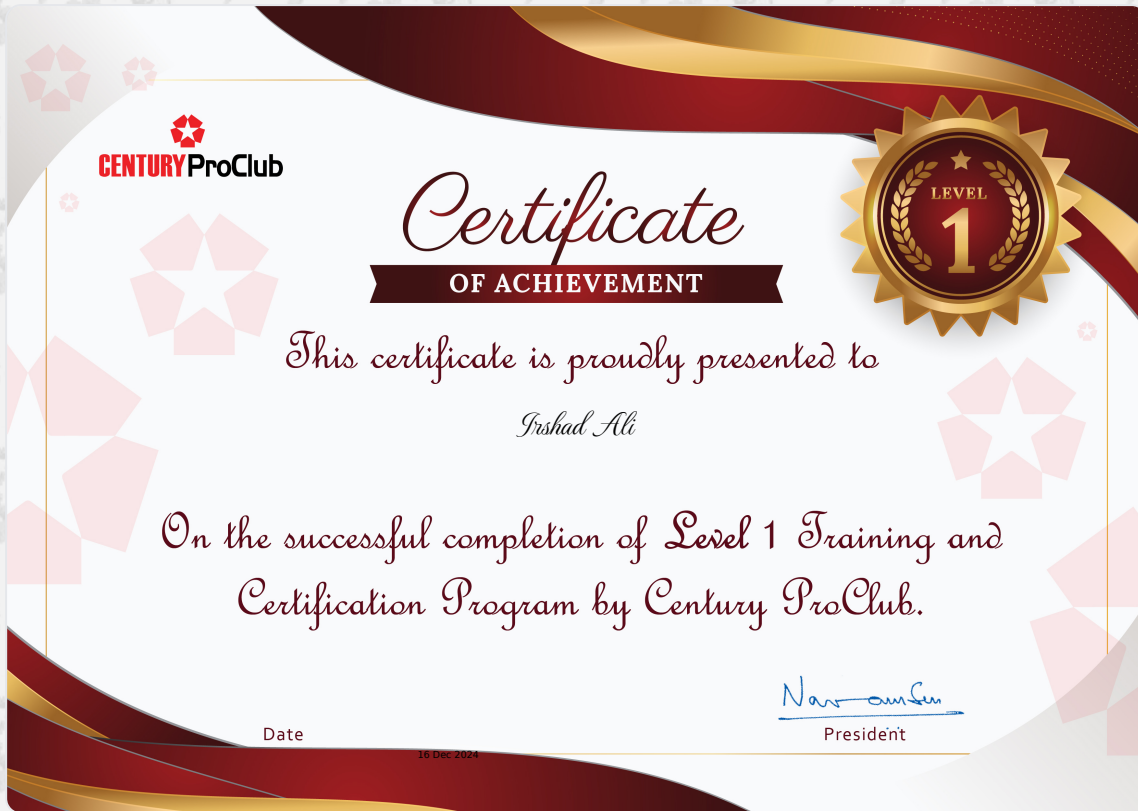 CENTURY ProClub
LEVEL
1
Certificate
OF ACHIEVEMENT
This certificate is proudly presented to
Irshad Ali
On the successful completion of Level 1 Training and
Certification Program by Century ProClub.
Date
President
16 Dec 2024